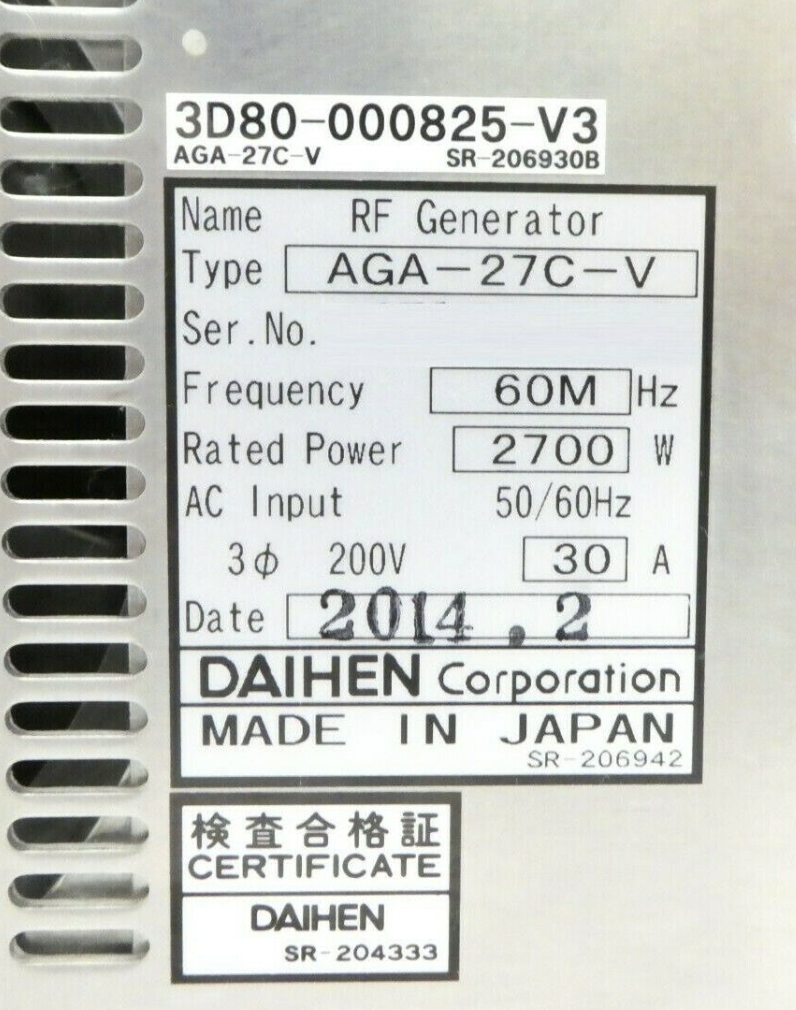 3D80-000825-V3
AGA-27C-V SR-206930B
Name RF Generator
Type AGA-27C-V
Ser.No.
Frequency 60M Hz
Rated Power 2700 W
AC Input 50/60Hz
3φ 200V 30 A
Date 2014.2
DAIHEN Corporation
MADE IN JAPAN
SR-206942
検査合格証
CERTIFICATE
DAIHEN
SR-204333